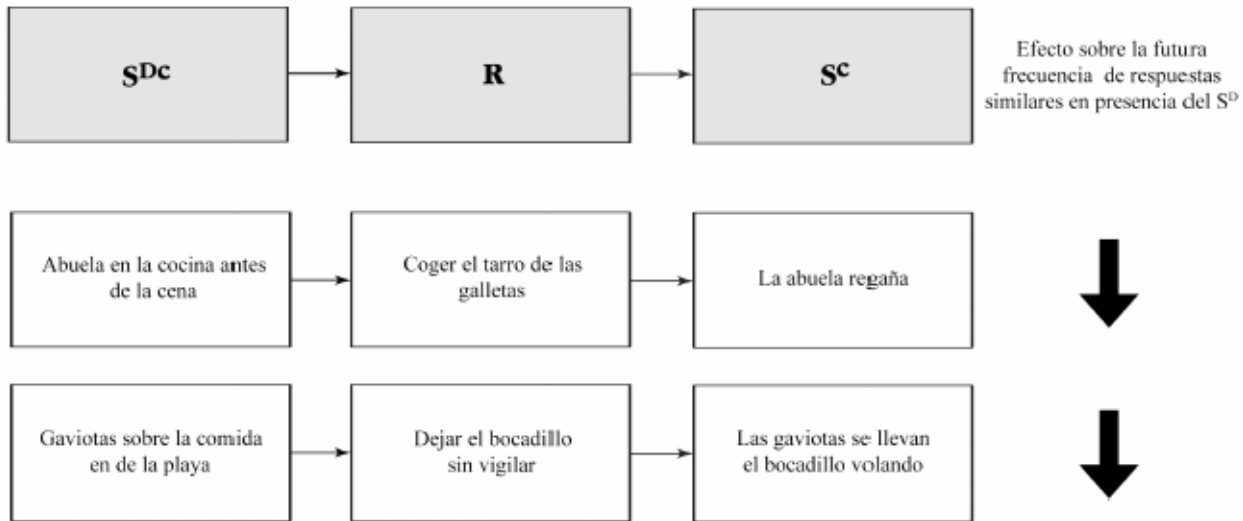 S^Dc
R
S^c
Efecto sobre la futura
frecuencia de respuestas
similares en presencia del S^D
Abuela en la cocina antes
de la cena
Coger el tarro de las
galletas
La abuela regaña
Gaviotas sobre la comida
en de la playa
Dejar el bocadillo
sin vigilar
Las gaviotas se llevan
el bocadillo volando